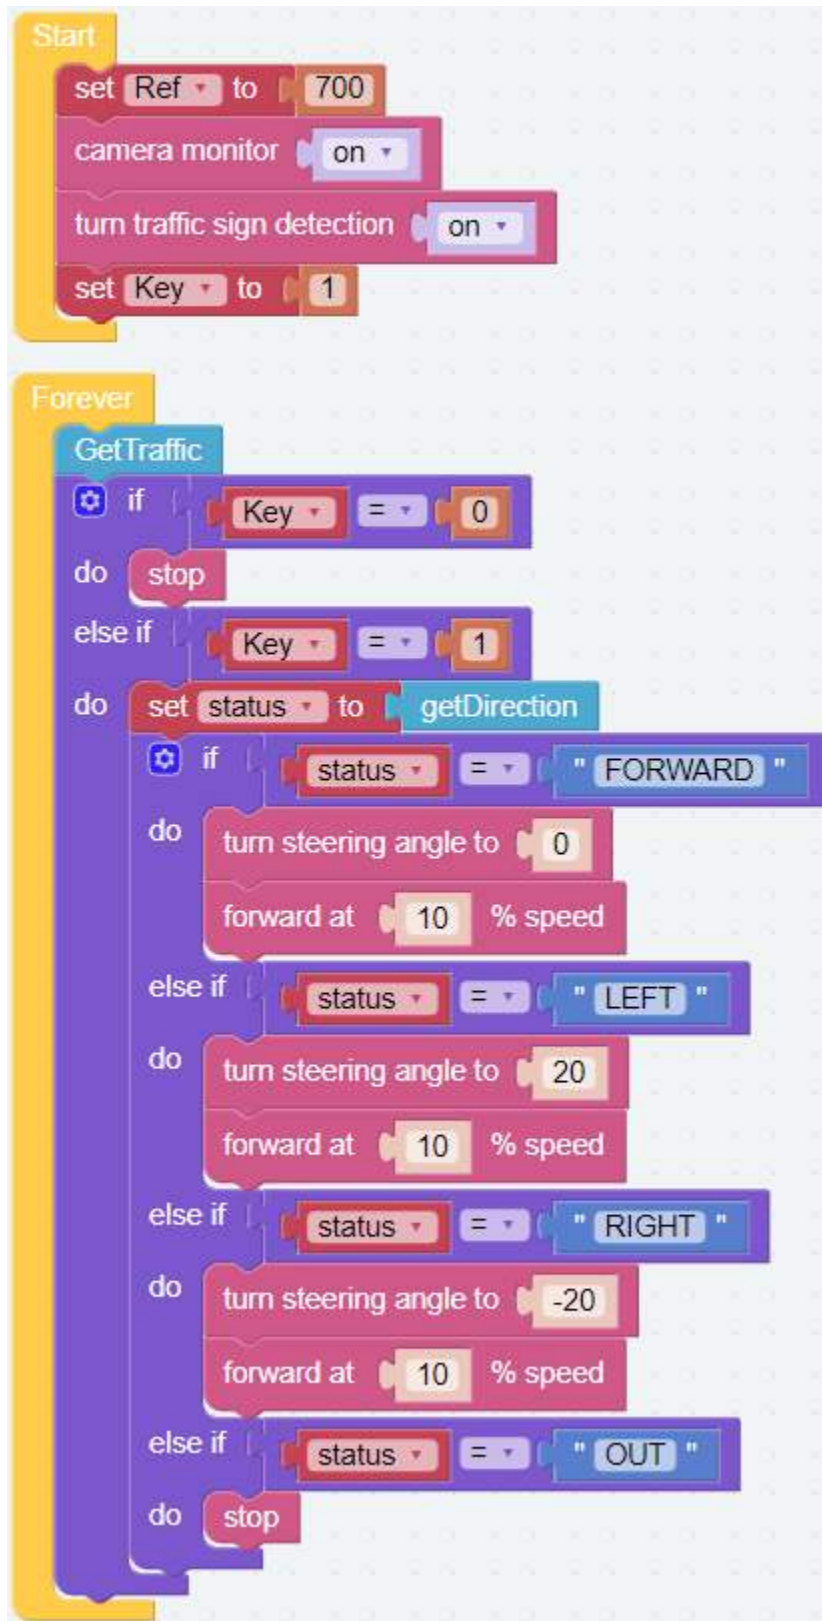 Start
set Ref to 700
camera monitor on
turn traffic sign detection on
set Key to 1
Forever
GetTraffic
if Key = 0
do stop
else if Key = 1
do set status to getDirection
if status = " FORWARD "
do turn steering angle to 0
forward at 10 % speed
else if status = " LEFT "
do turn steering angle to 20
forward at 10 % speed
else if status = " RIGHT "
do turn steering angle to -20
forward at 10 % speed
else if status = " OUT "
do stop